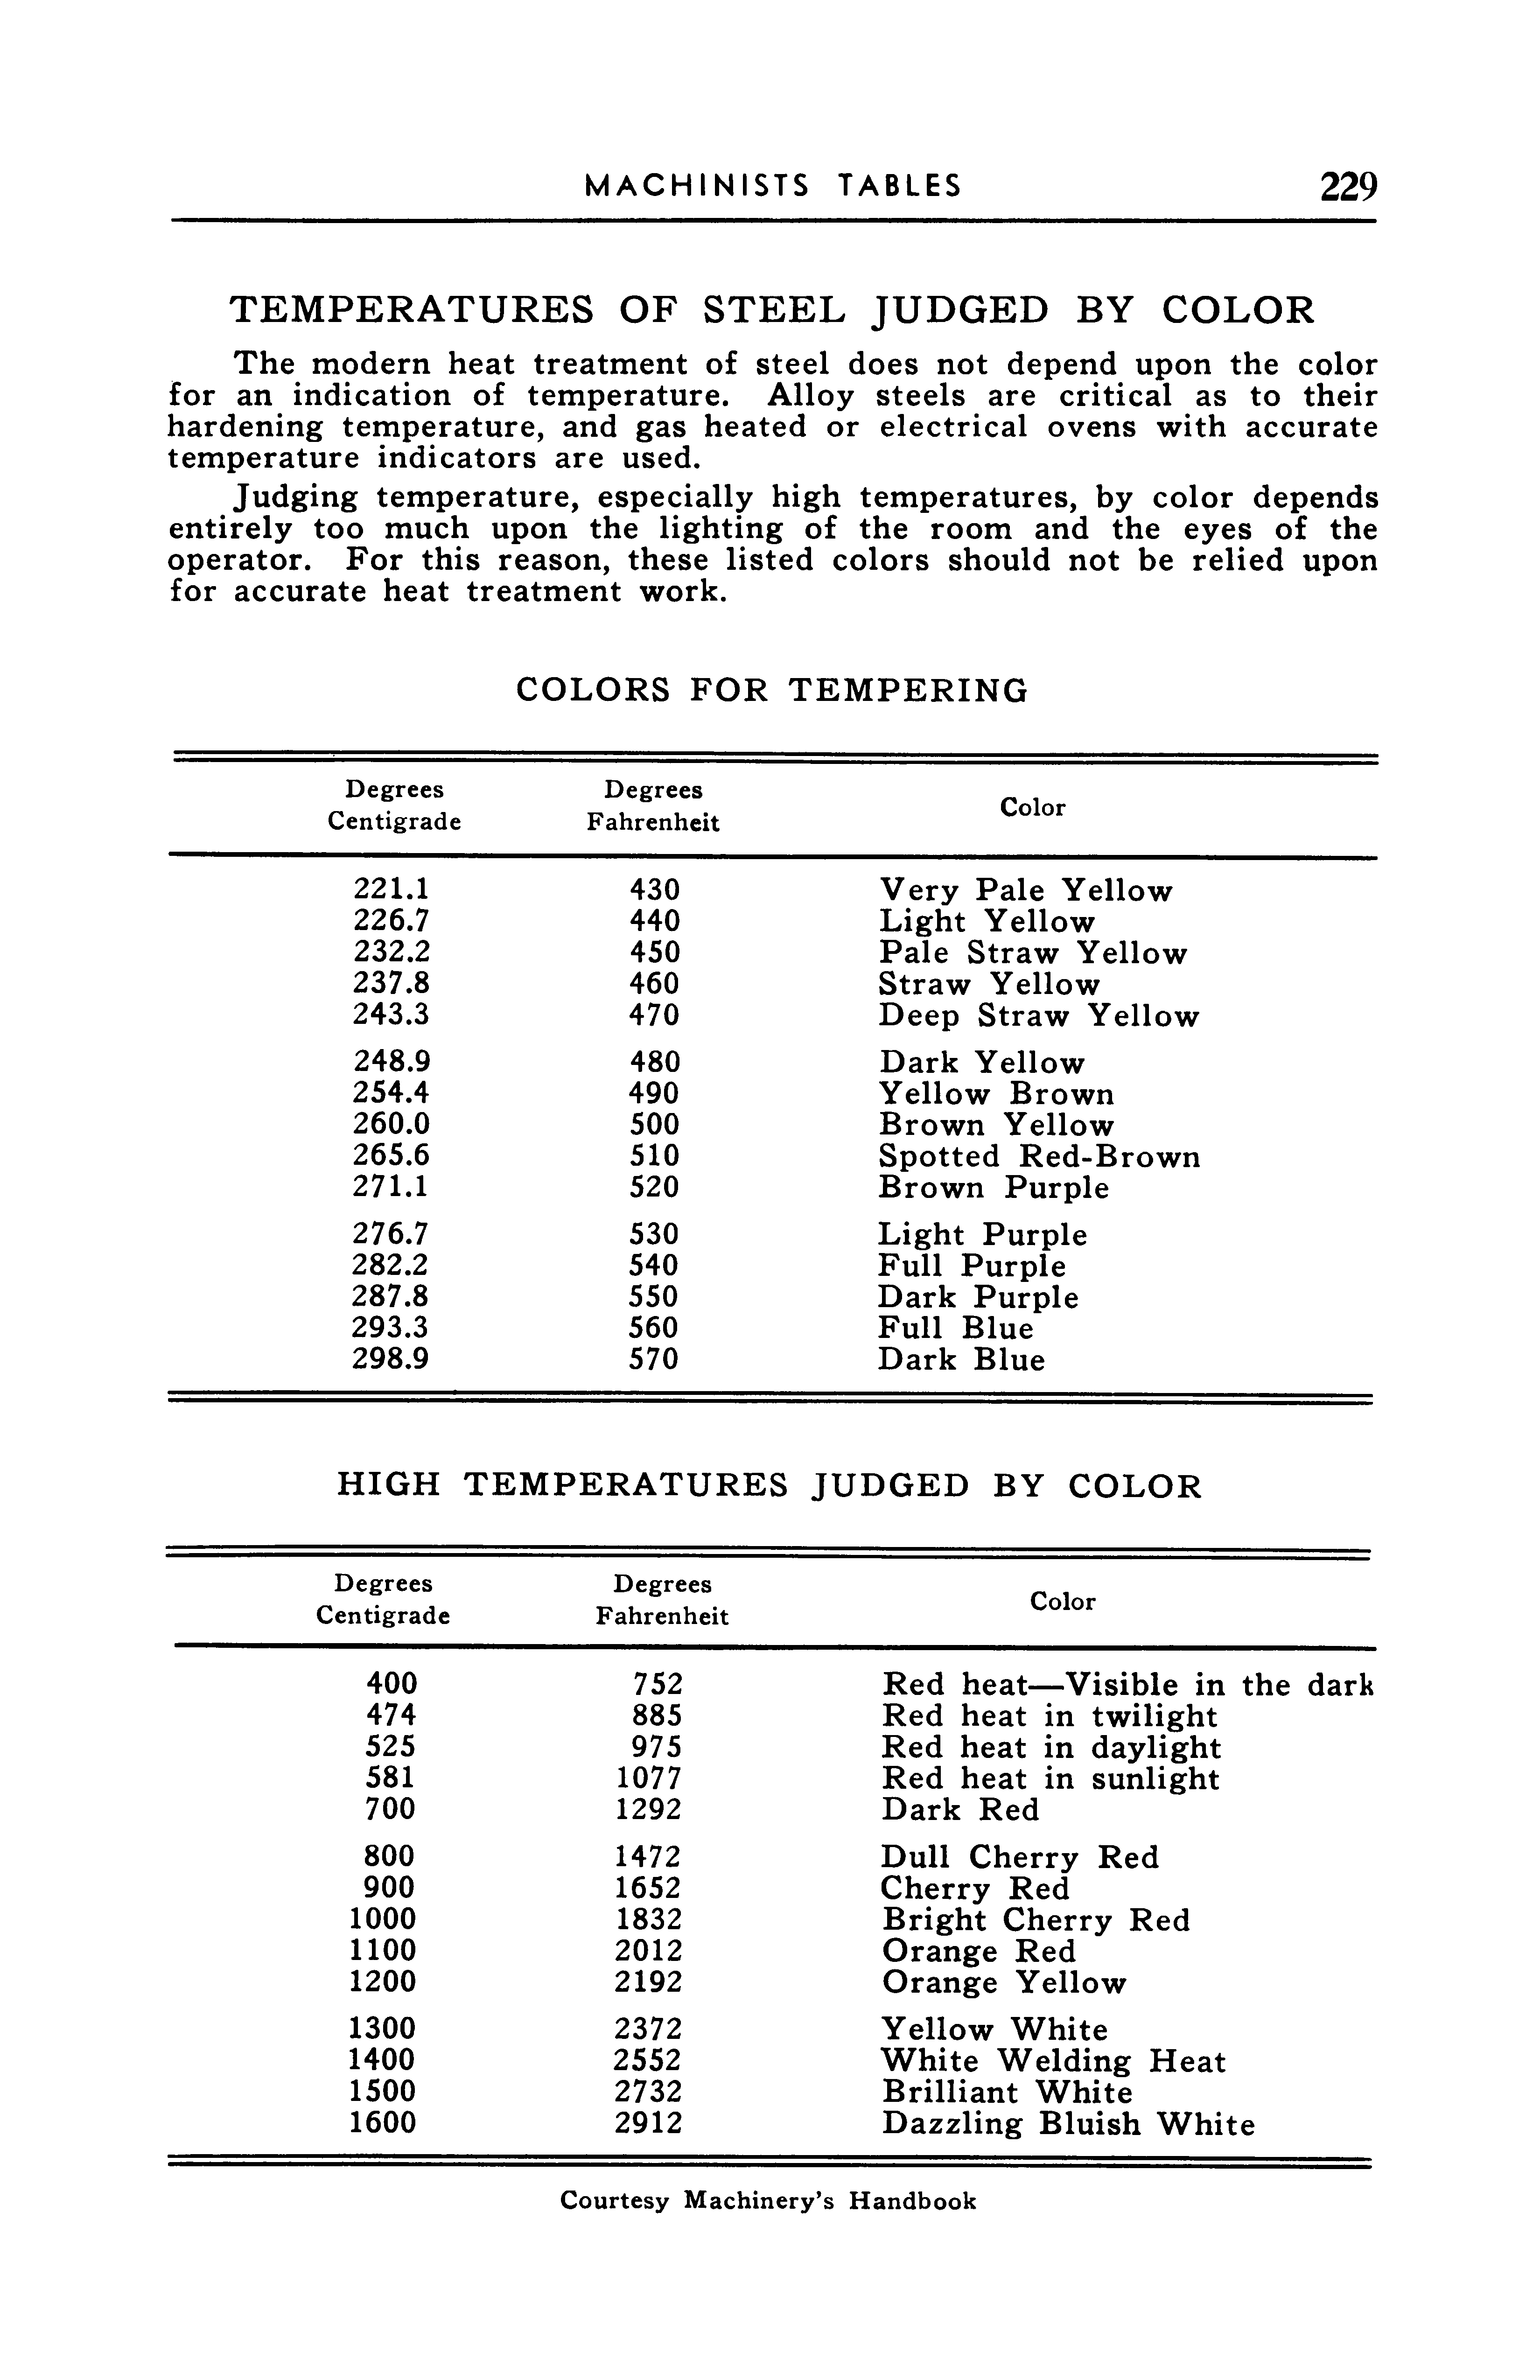 MACHINISTS TABLES 229
TEMPERATURES OF STEEL JUDGED BY COLOR
The modern heat treatment of steel does not depend upon the color
for an indication of temperature. Alloy steels are critical as to their
hardening temperature, and gas heated or electrical ovens with accurate
temperature indicators are used.
Judging temperature, especially high temperatures, by color depends
entirely too much upon the lighting of the room and the eyes of the
operator. For this reason, these listed colors should not be relied upon
for accurate heat treatment work.
COLORS FOR TEMPERING
Degrees Centigrade Degrees Fahrenheit Color
221.1 430 Very Pale Yellow
226.7 440 Light Yellow
232.2 450 Pale Straw Yellow
237.8 460 Straw Yellow
243.3 470 Deep Straw Yellow
248.9 480 Dark Yellow
254.4 490 Yellow Brown
260.0 500 Brown Yellow
265.6 510 Spotted Red-Brown
271.1 520 Brown Purple
276.7 530 Light Purple
282.2 540 Full Purple
287.8 550 Dark Purple
293.3 560 Full Blue
298.9 570 Dark Blue
HIGH TEMPERATURES JUDGED BY COLOR
Degrees Centigrade Degrees Fahrenheit Color
400 752 Red heat—Visible in the dark
474 885 Red heat in twilight
525 975 Red heat in daylight
581 1077 Red heat in sunlight
700 1292 Dark Red
800 1472 Dull Cherry Red
900 1652 Cherry Red
1000 1832 Bright Cherry Red
1100 2012 Orange Red
1200 2192 Orange Yellow
1300 2372 Yellow White
1400 2552 White Welding Heat
1500 2732 Brilliant White
1600 2912 Dazzling Bluish White
Courtesy Machinery's Handbook